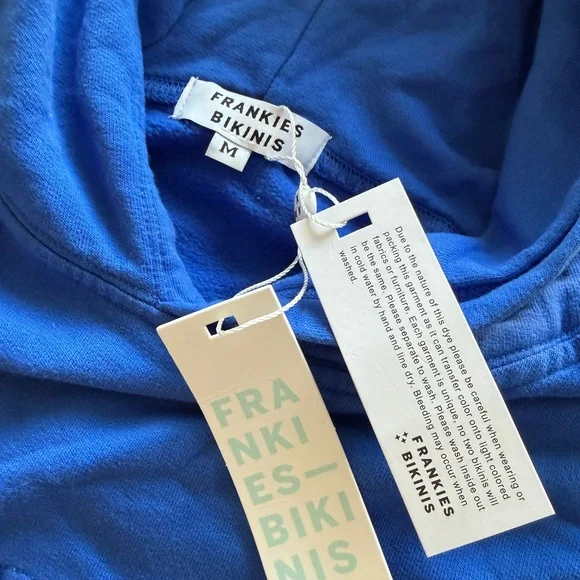 FRANKIES
BIKINIS
M
Due to the nature of this dye please be careful when wearing or
packing this garment as it can transfer color onto light colored
fabrics or furniture. Each garment is unique, no two bikinis will
be the same. Please separate to wash. Please wash inside out
in cold water by hand and line dry. Bleeding may occur when
washed.
FRANKIES
BIKINIS
FRA
NKI
ES—
BIKI
NIS